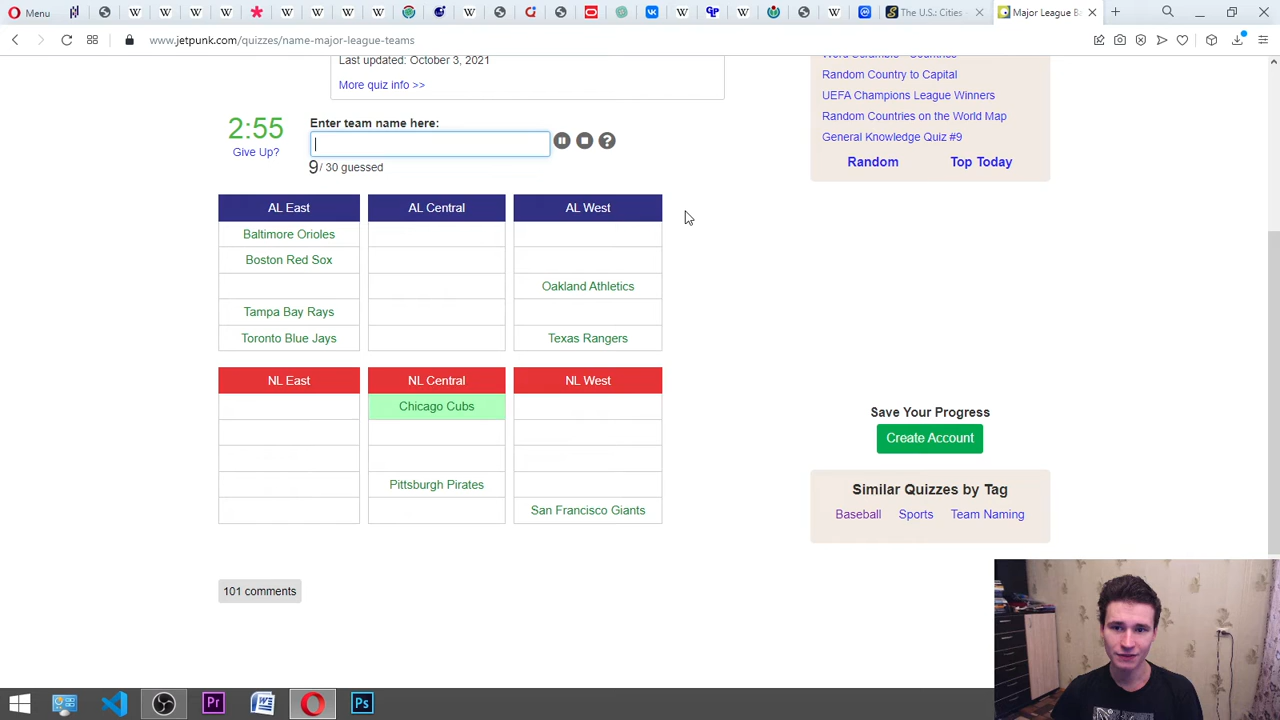 Menu
The U.S.: Cities
Major League Ba
www.jetpunk.com/quizzes/name-major-league-teams
Last updated: October 3, 2021
More quiz info >>
2:55
Give Up?
Enter team name here:
9 / 30 guessed
AL East
AL Central
AL West
Baltimore Orioles
Boston Red Sox
Oakland Athletics
Tampa Bay Rays
Toronto Blue Jays
Texas Rangers
NL East
NL Central
NL West
Chicago Cubs
Pittsburgh Pirates
San Francisco Giants
101 comments
Random Country to Capital
UEFA Champions League Winners
Random Countries on the World Map
General Knowledge Quiz #9
Random
Top Today
Save Your Progress
Create Account
Similar Quizzes by Tag
Baseball
Sports
Team Naming